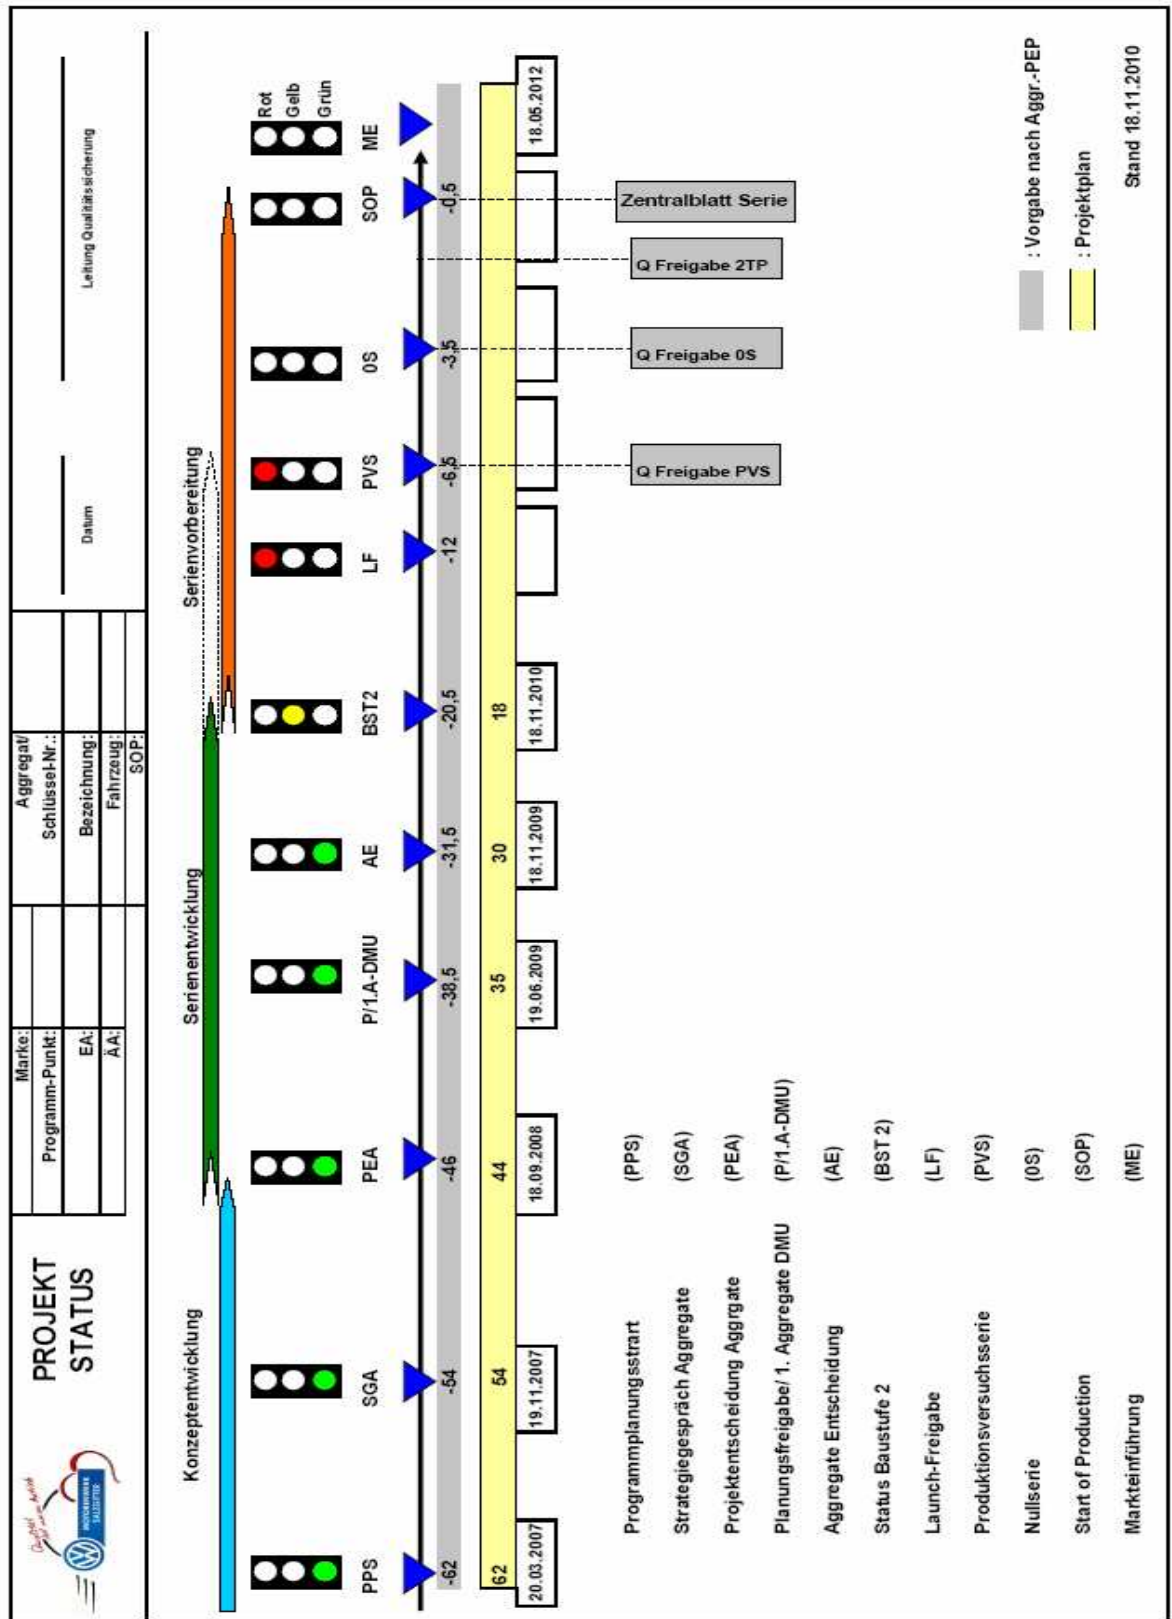 PROJEKT
STATUS
MOTORENWERK
SALZGITTER
Marke:
Programm-Punkt:
EA:
ÄA:
Aggregat/
Schlüssel-Nr.:
Bezeichnung:
Fahrzeug:
SOP:
Datum
Leitung Qualitätssicherung
Konzeptentwicklung
Serienentwicklung
Serienvorbereitung
Rot
Gelb
Grün
PPS SGA PEA P/1.A-DMU AE BST2 LF PVS 0S SOP ME
-62 -54 -46 -38,5 -31,5 -20,5 -12 -6,5 -3,5 -0,5
62 54 44 35 30 18
20.03.2007 19.11.2007 18.09.2008 19.06.2009 18.11.2009 18.11.2010 18.05.2012
Q Freigabe PVS
Q Freigabe 0S
Q Freigabe 2TP
Zentralblatt Serie
Programmplanungsstrart (PPS)
Strategiegespräch Aggregate (SGA)
Projektentscheidung Aggrgate (PEA)
Planungsfreigabe/ 1. Aggregate DMU (P/1.A-DMU)
Aggregate Entscheidung (AE)
Status Baustufe 2 (BST 2)
Launch-Freigabe (LF)
Produktionsversuchsserie (PVS)
Nullserie (0S)
Start of Production (SOP)
Markteinführung (ME)
: Vorgabe nach Aggr.-PEP
: Projektplan
Stand 18.11.2010